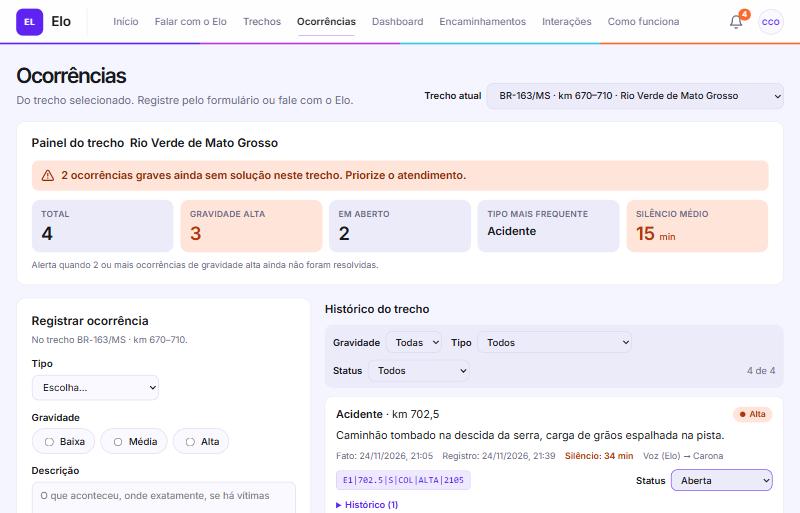 EL Elo Início Falar com o Elo Trechos Ocorrências Dashboard Encaminhamentos Interações Como funciona 4 CCO
Ocorrências
Do trecho selecionado. Registre pelo formulário ou fale com o Elo.
Trecho atual BR-163/MS · km 670–710 · Rio Verde de Mato Grosso
Painel do trecho Rio Verde de Mato Grosso
2 ocorrências graves ainda sem solução neste trecho. Priorize o atendimento.
TOTAL
4
GRAVIDADE ALTA
3
EM ABERTO
2
TIPO MAIS FREQUENTE
Acidente
SILÊNCIO MÉDIO
15 min
Alerta quando 2 ou mais ocorrências de gravidade alta ainda não foram resolvidas.
Registrar ocorrência
No trecho BR-163/MS · km 670–710.
Tipo
Escolha...
Gravidade
Baixa Média Alta
Descrição
O que aconteceu, onde exatamente, se há vítimas
Histórico do trecho
Gravidade Todas Tipo Todos
Status Todos 4 de 4
Acidente · km 702,5 Alta
Caminhão tombado na descida da serra, carga de grãos espalhada na pista.
Fato: 24/11/2026, 21:05 Registro: 24/11/2026, 21:39 Silêncio: 34 min Voz (Elo) → Carona
E1|702.5|S|COL|ALTA|2105 Status Aberta
Histórico (1)